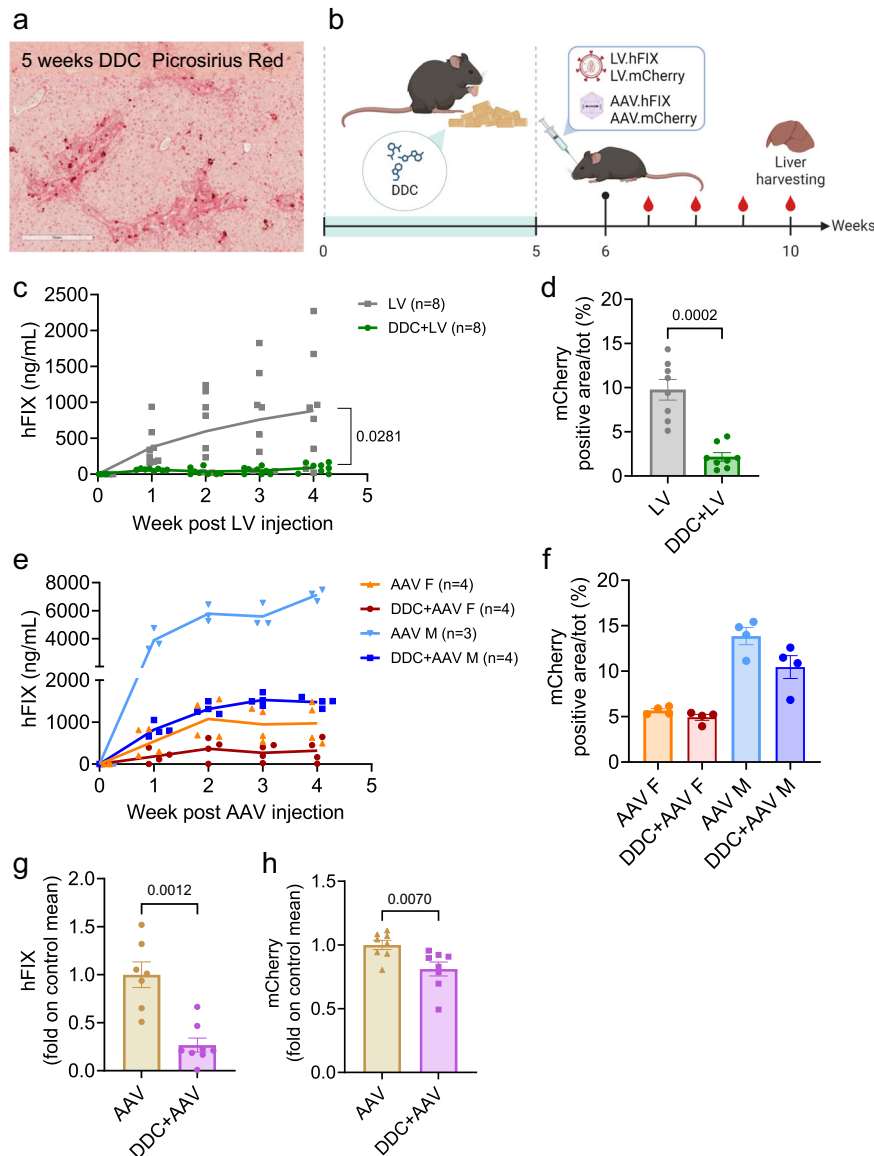 a
5 weeks DDC Picrosirius Red
b
LV.hFIX
LV.mCherry
AAV.hFIX
AAV.mCherry
DDC
Liver
harvesting
Weeks
0
5
6
10
c
hFIX (ng/mL)
2500
2000
1500
1000
500
0
0
1
2
3
4
5
Week post LV injection
LV (n=8)
DDC+LV (n=8)
0.0281
d
mCherry
positive area/tot (%)
20
15
10
5
0
0.0002
LV
DDC+LV
e
hFIX (ng/mL)
8000
6000
4000
2000
1000
0
0
1
2
3
4
5
Week post AAV injection
AAV F (n=4)
DDC+AAV F (n=4)
AAV M (n=3)
DDC+AAV M (n=4)
f
mCherry
positive area/tot (%)
20
15
10
5
0
AAV F
DDC+AAV F
AAV M
DDC+AAV M
g
hFIX
(fold on control mean)
2.0
1.5
1.0
0.5
0.0
0.0012
AAV
DDC+AAV
h
mCherry
(fold on control mean)
1.5
1.0
0.5
0.0
0.0070
AAV
DDC+AAV